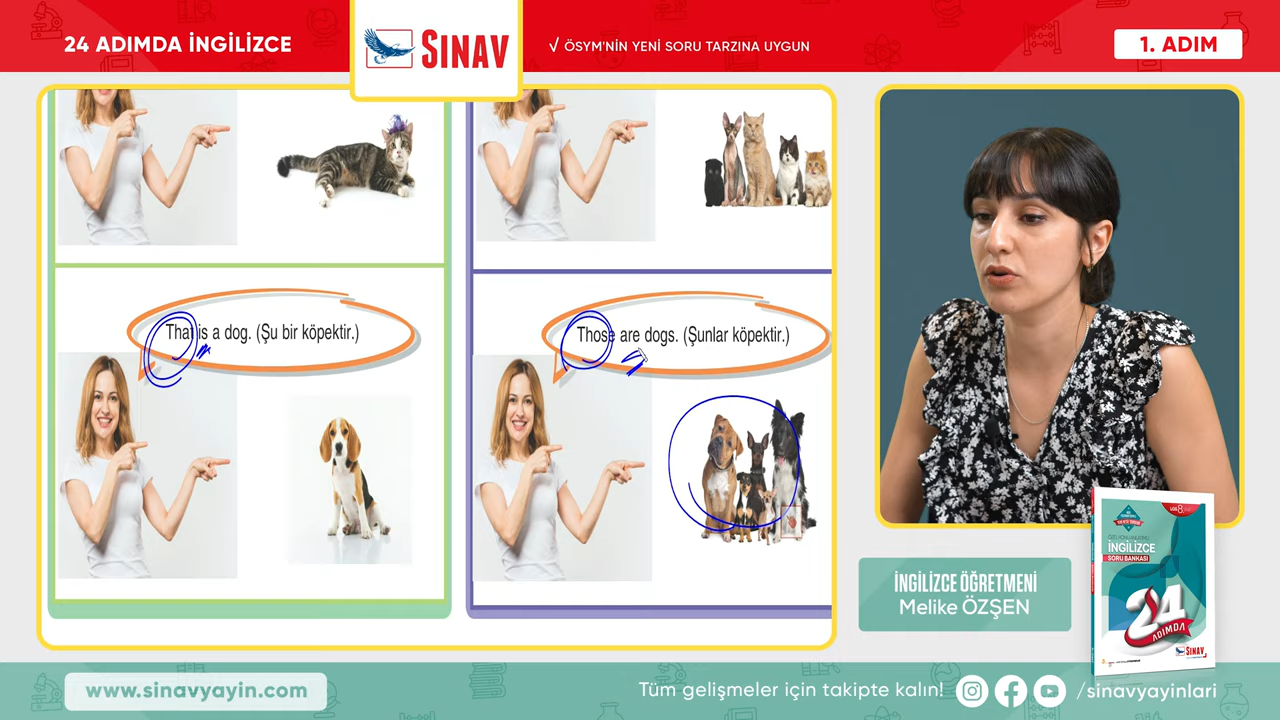 24 ADIMDA İNGİLİZCE
SINAV
√ ÖSYM'NİN YENİ SORU TARZINA UYGUN
1. ADIM
That is a dog. (Şu bir köpektir.)
Those are dogs. (Şunlar köpektir.)
İNGİLİZCE ÖĞRETMENİ
Melike ÖZŞEN
İNGİLİZCE
SORU BANKASI
24
ADIMDA
SINAV
www.sinavyayin.com
Tüm gelişmeler için takipte kalın!
/sinavyayinlari